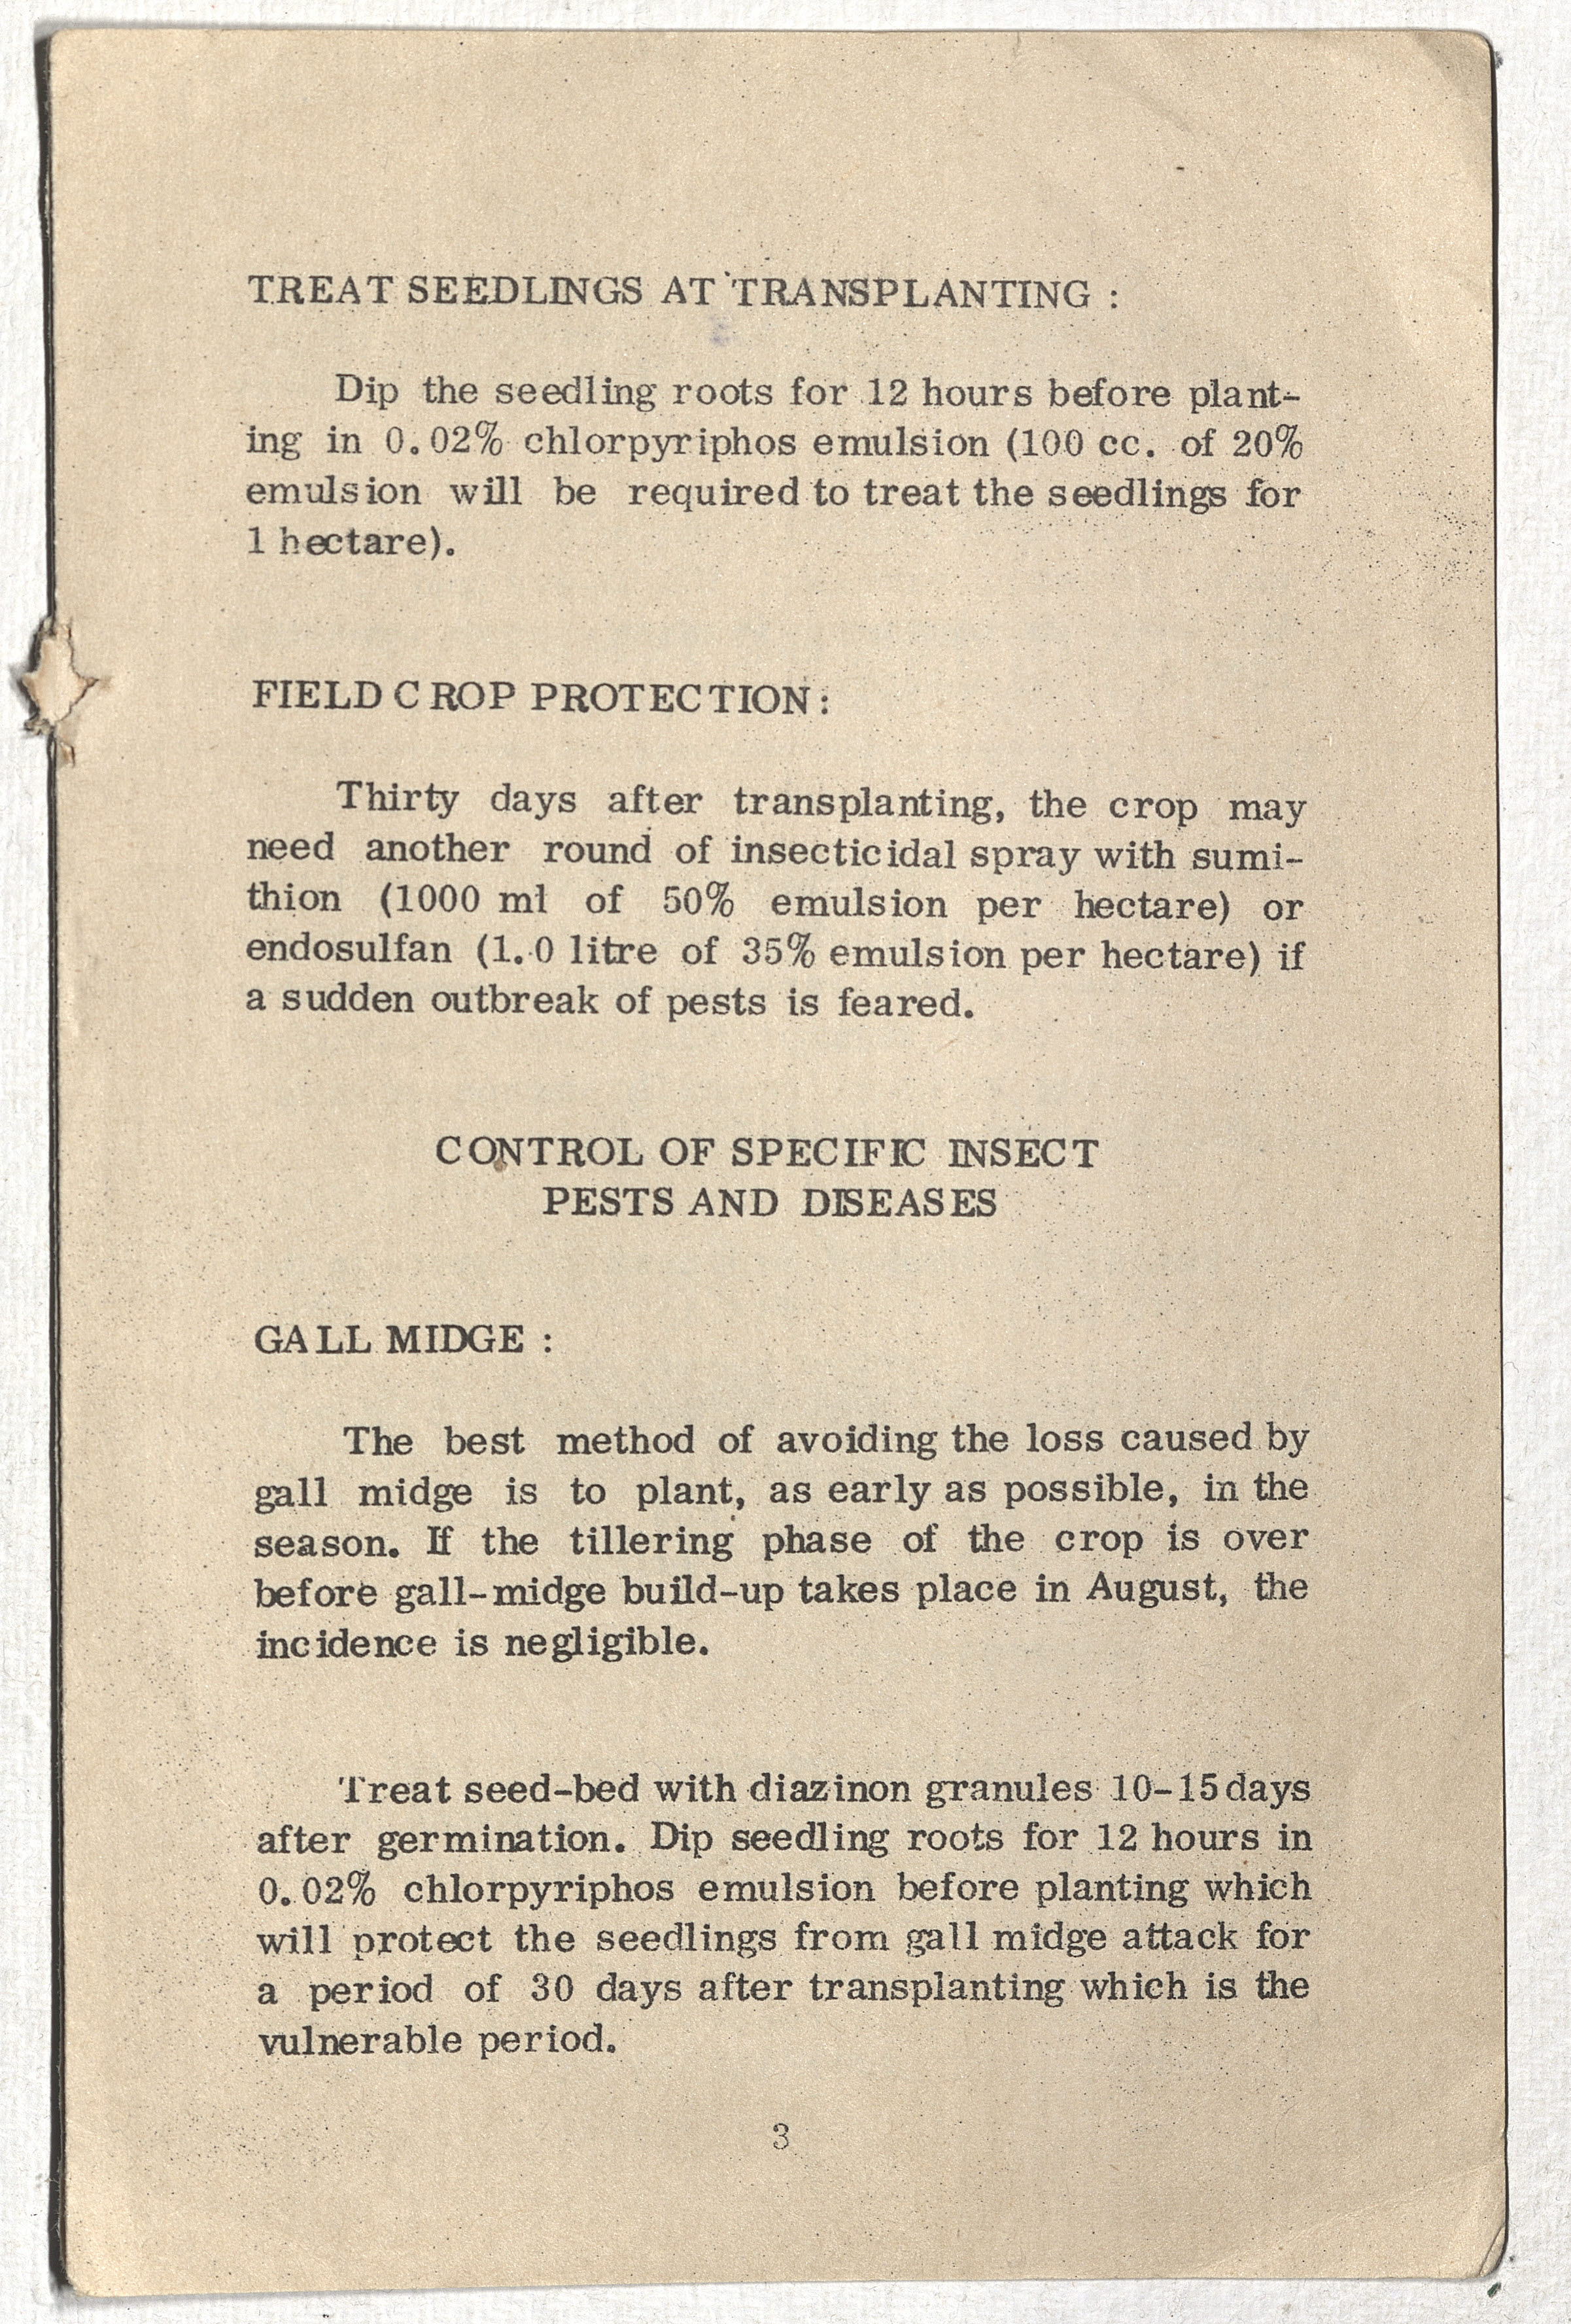 TREAT SEEDLINGS AT TRANSPLANTING :
Dip the seedling roots for 12 hours before plant-
ing in 0.02% chlorpyriphos emulsion (100 cc. of 20%
emulsion will be required to treat the seedlings for
1 hectare).
FIELD CROP PROTECTION:
Thirty days after transplanting, the crop may
need another round of insecticidal spray with sumi-
thion (1000 ml of 50% emulsion per hectare) or
endosulfan (1.0 litre of 35% emulsion per hectare) if
a sudden outbreak of pests is feared.
CONTROL OF SPECIFIC INSECT
PESTS AND DISEASES
GALL MIDGE :
The best method of avoiding the loss caused by
gall midge is to plant, as early as possible, in the
season. If the tillering phase of the crop is over
before gall-midge build-up takes place in August, the
incidence is negligible.
Treat seed-bed with diazinon granules 10-15 days
after germination. Dip seedling roots for 12 hours in
0.02% chlorpyriphos emulsion before planting which
will protect the seedlings from gall midge attack for
a period of 30 days after transplanting which is the
vulnerable period.
3